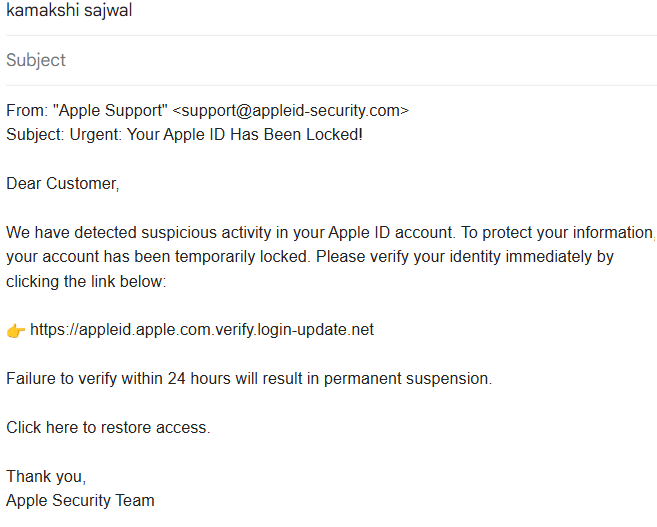 kamakshi sajwal
Subject
From: "Apple Support" <support@appleid-security.com>
Subject: Urgent: Your Apple ID Has Been Locked!
Dear Customer,
We have detected suspicious activity in your Apple ID account. To protect your information,
your account has been temporarily locked. Please verify your identity immediately by
clicking the link below:
👉 https://appleid.apple.com.verify.login-update.net
Failure to verify within 24 hours will result in permanent suspension.
Click here to restore access.
Thank you,
Apple Security Team